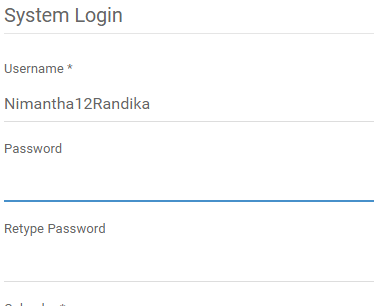 System Login
Username *
Nimantha12Randika
Password
Retype Password